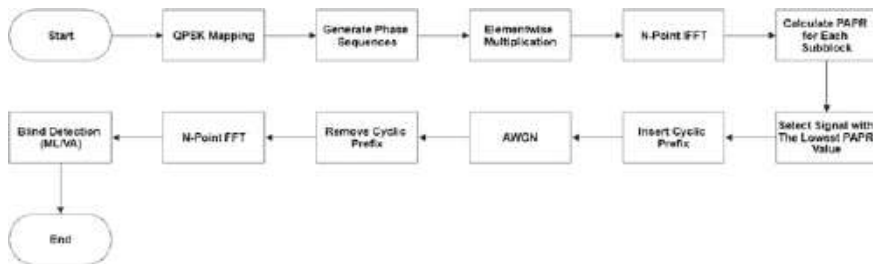 Start
QPSK Mapping
Generate Phase
Sequences
Elementwise
Multiplication
N-Point IFFT
Calculate PAPR
for Each
Subblock
Blind Detection
(ML/VA)
N-Point FFT
Remove Cyclic
Prefix
AWGN
Insert Cyclic
Prefix
Select Signal with
The Lowest PAPR
Value
End